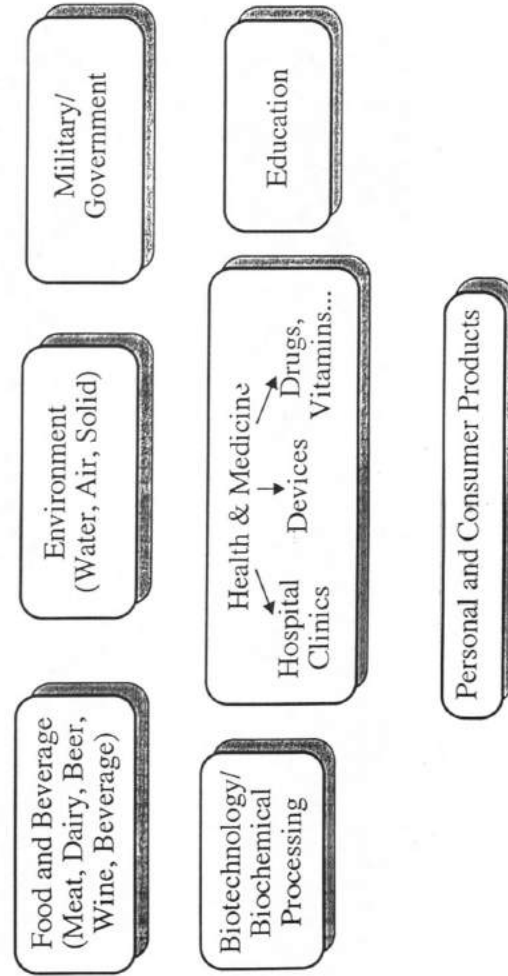 Food and Beverage
(Meat, Dairy, Beer,
Wine, Beverage)
Environment
(Water, Air, Solid)
Military/
Government
Biotechnology/
Biochemical
Processing
Health & Medicine
Hospital
Clinics
Devices
Drugs,
Vitamins...
Education
Personal and Consumer Products